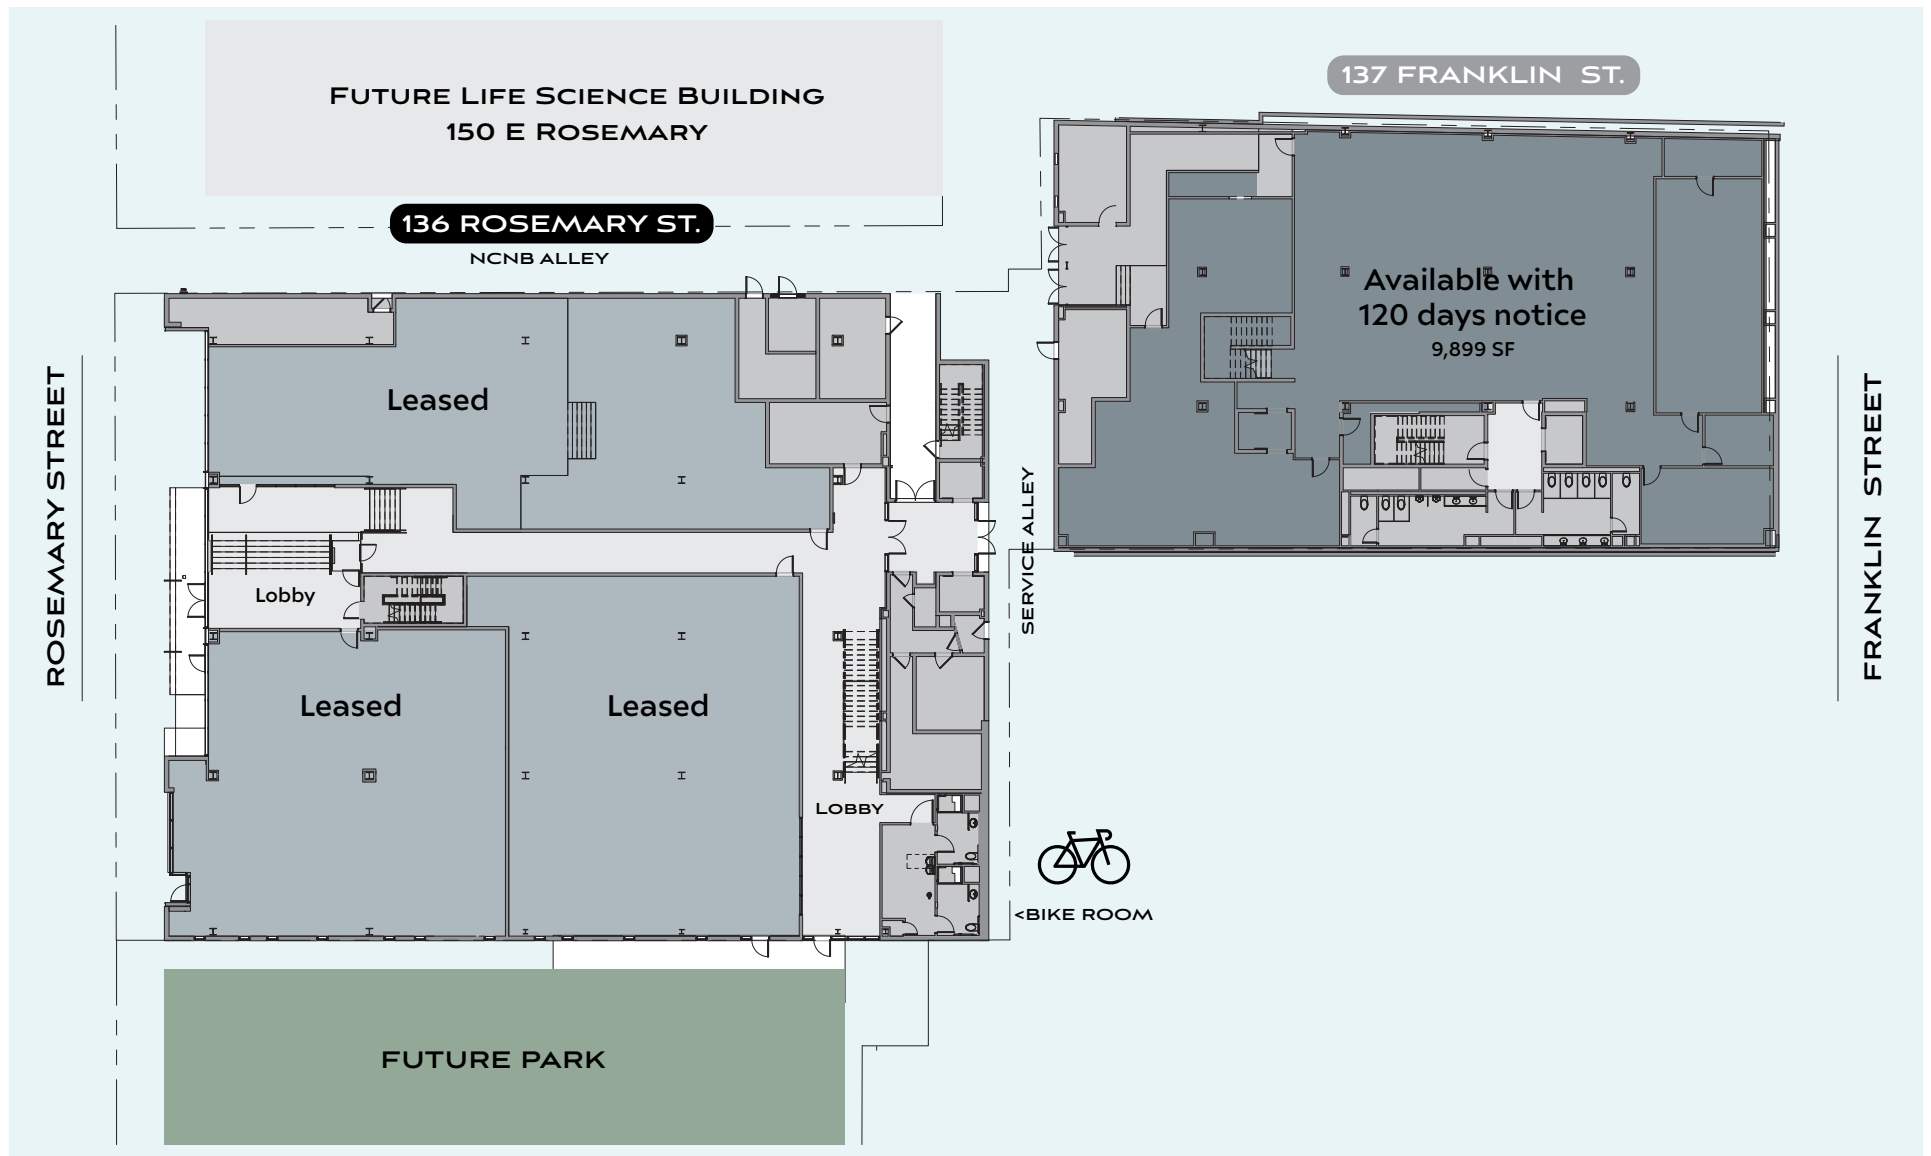 FUTURE LIFE SCIENCE BUILDING
150 E ROSEMARY
137 FRANKLIN ST.
136 ROSEMARY ST.
NCNB ALLEY
Available with
120 days notice
9,899 SF
Leased
ROSEMARY STREET
FRANKLIN STREET
SERVICE ALLEY
Lobby
Leased
Leased
LOBBY
<BIKE ROOM
FUTURE PARK